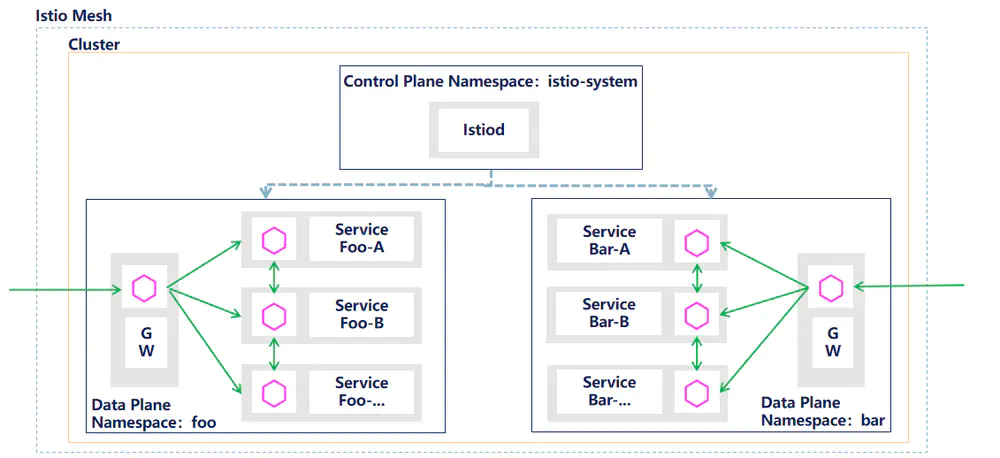 Istio Mesh
Cluster
Control Plane Namespace：istio-system
Istiod
Service
Foo-A
Service
Foo-B
Service
Foo-...
G
W
Data Plane
Namespace：foo
Service
Bar-A
Service
Bar-B
Service
Bar-...
G
W
Data Plane
Namespace：bar